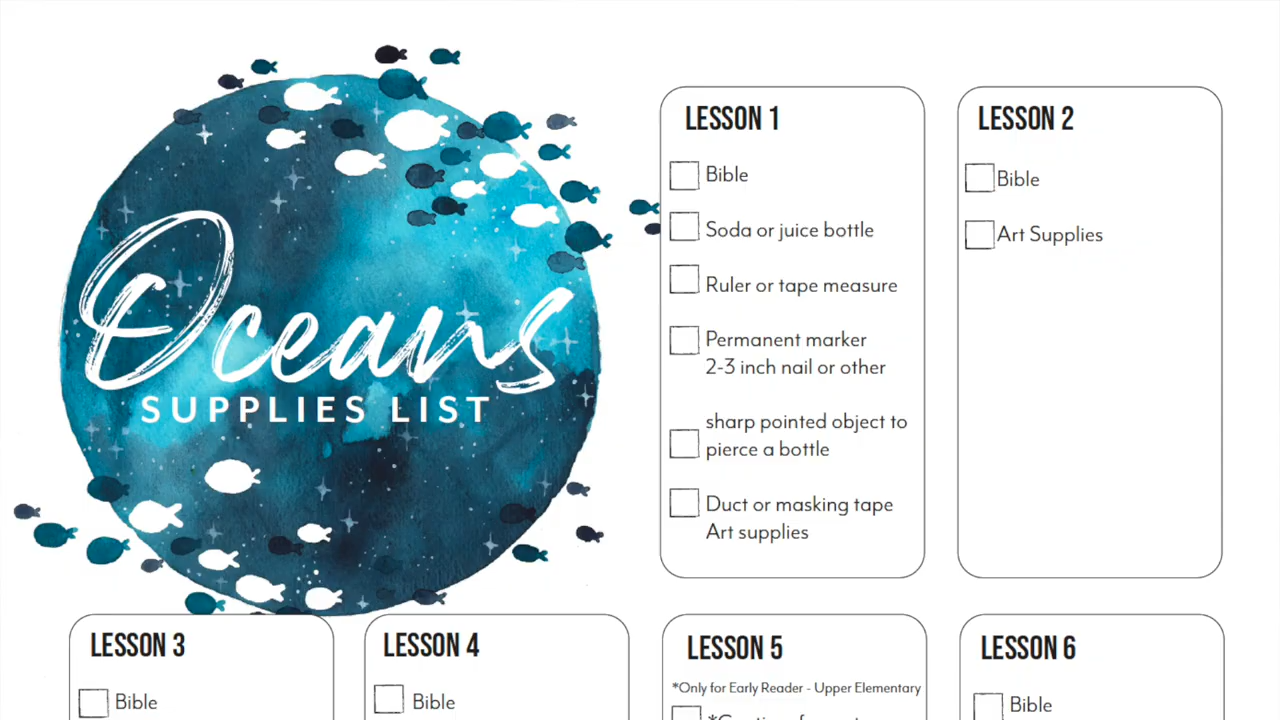 Oceans
SUPPLIES LIST
LESSON 1
Bible
Soda or juice bottle
Ruler or tape measure
Permanent marker
2-3 inch nail or other
sharp pointed object to
pierce a bottle
Duct or masking tape
Art supplies
LESSON 2
Bible
Art Supplies
LESSON 3
Bible
LESSON 4
Bible
LESSON 5
*Only for Early Reader - Upper Elementary
LESSON 6
Bible